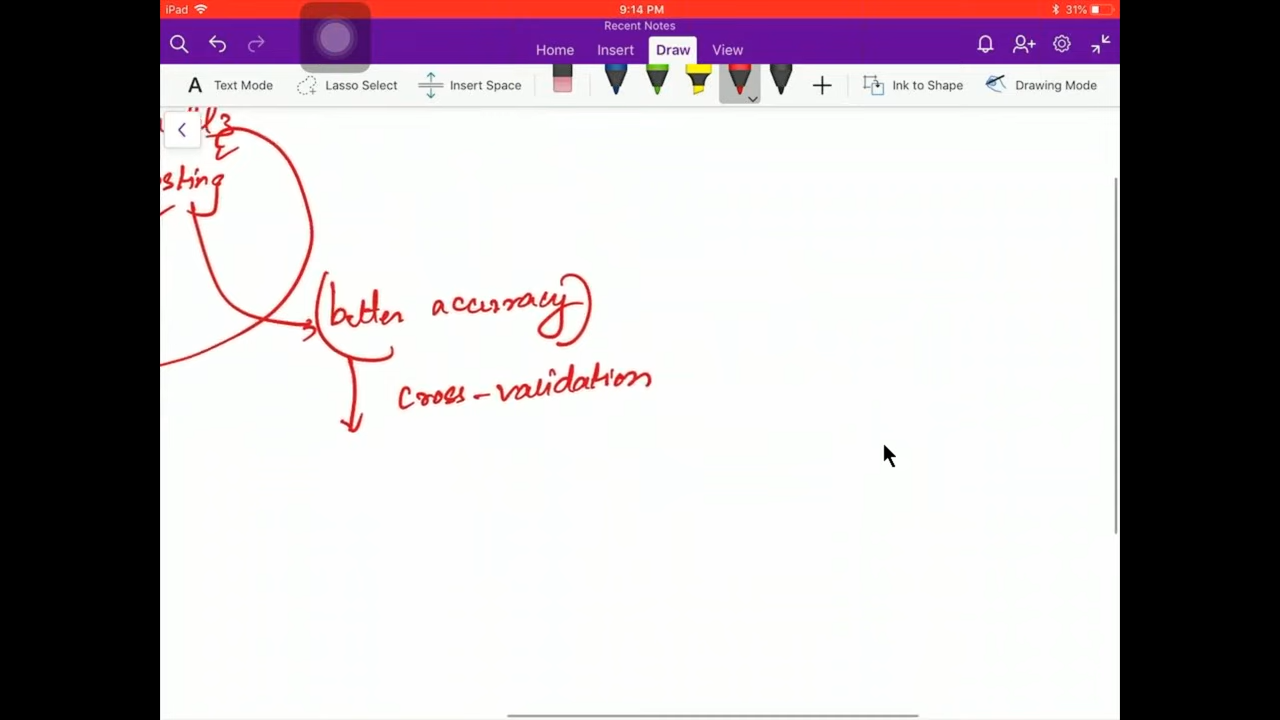 iPad 9:14 PM 31%
Recent Notes
Home Insert Draw View
Text Mode Lasso Select Insert Space Ink to Shape Drawing Mode
(better accuracy)
cross-validation